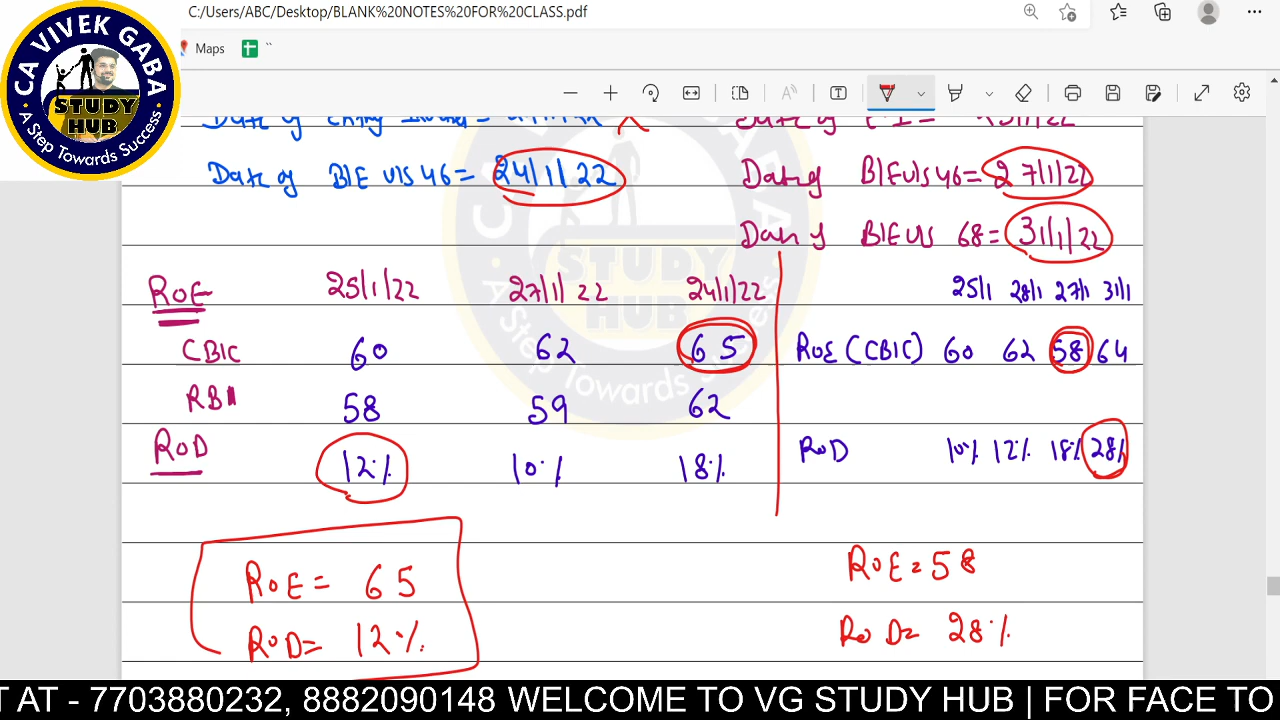 C:/Users/ABC/Desktop/BLANK%20NOTES%20FOR%20CLASS.pdf
Maps
CA VIVEK GABA
STUDY HUB
A Step Towards Success
Date of BIE U/S 46 = 24/1/22
Date of BIE U/S 46 = 27/1/22
Date of BIE U/S 68 = 31/1/22
ROE 25/1/22 27/1/22 24/1/22
CBIC 60 62 65
RBI 58 59 62
ROD 12% 10% 18%
ROE = 65
ROD = 12%
25/1 28/1 27/1 31/1
ROE (CBIC) 60 62 58 64
ROD 10% 12% 18% 28%
ROE = 58
ROD = 28%
T AT - 7703880232, 8882090148 WELCOME TO VG STUDY HUB | FOR FACE TO